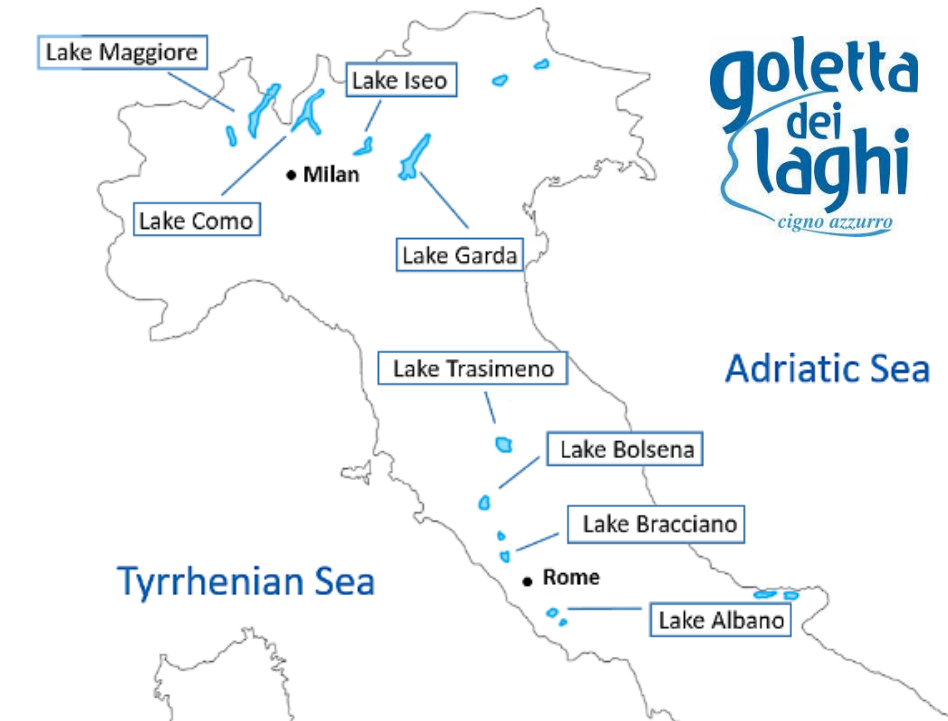 Lake Maggiore
goletta
dei
laghi
cigno azzurro
Lake Iseo
Milan
Lake Como
Lake Garda
Lake Trasimeno
Adriatic Sea
Lake Bolsena
Lake Bracciano
Tyrrhenian Sea
Rome
Lake Albano